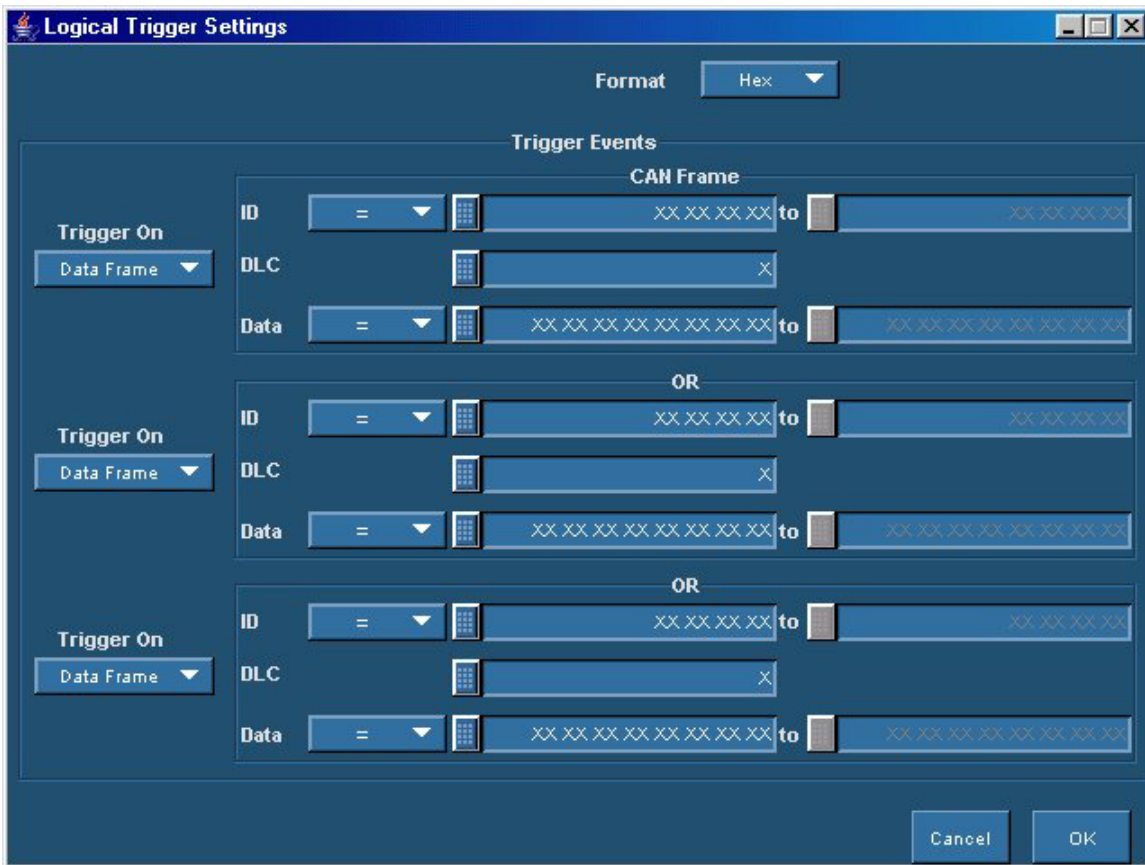 Logical Trigger Settings
Format Hex
Trigger Events
CAN Frame
ID = XX XX XX XX to XX XX XX XX
Trigger On
Data Frame
DLC X
Data = XX XX XX XX XX XX XX XX to XX XX XX XX XX XX XX XX
OR
ID = XX XX XX XX to XX XX XX XX
Trigger On
Data Frame
DLC X
Data = XX XX XX XX XX XX XX XX to XX XX XX XX XX XX XX XX
OR
ID = XX XX XX XX to XX XX XX XX
Trigger On
Data Frame
DLC X
Data = XX XX XX XX XX XX XX XX to XX XX XX XX XX XX XX XX
Cancel OK